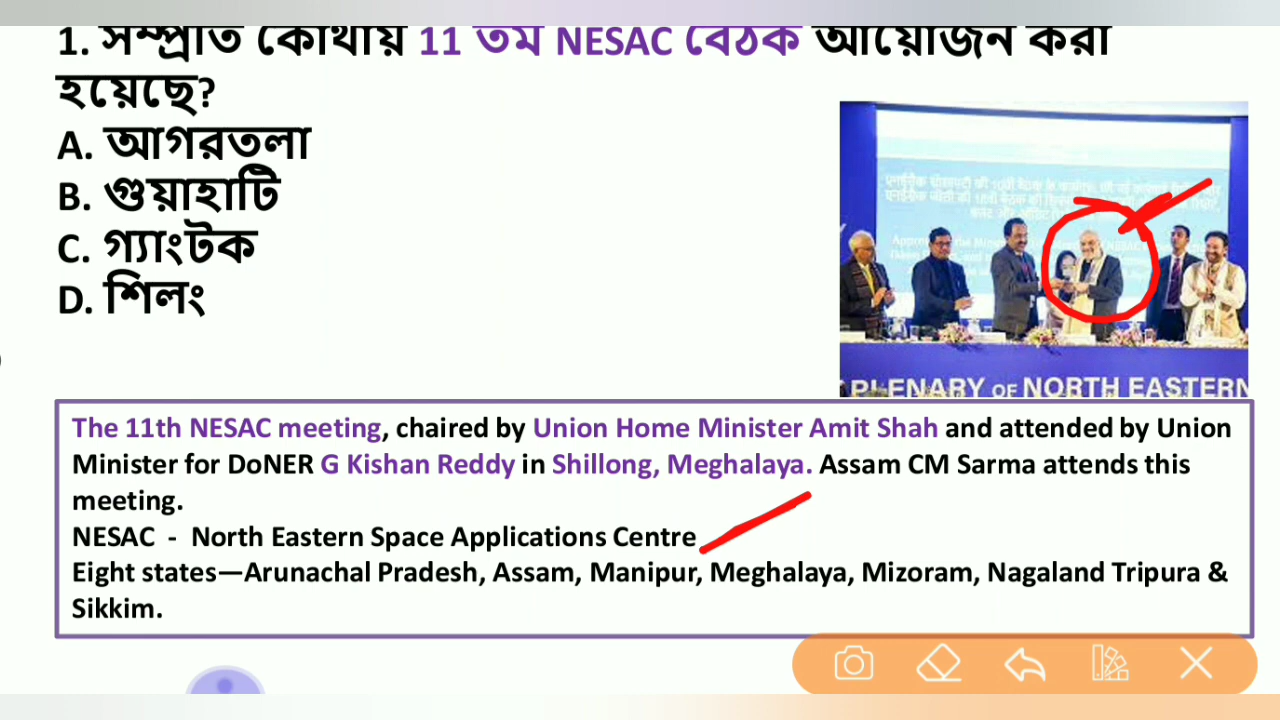 1. সম্প্রতি কোথায় 11 তম NESAC বৈঠক আয়োজন করা
হয়েছে?
A. আগরতলা
B. গুয়াহাটি
C. গ্যাংটক
D. শিলং
PLENARY OF NORTH EASTERN
The 11th NESAC meeting, chaired by Union Home Minister Amit Shah and attended by Union
Minister for DoNER G Kishan Reddy in Shillong, Meghalaya. Assam CM Sarma attends this
meeting.
NESAC - North Eastern Space Applications Centre
Eight states—Arunachal Pradesh, Assam, Manipur, Meghalaya, Mizoram, Nagaland Tripura &
Sikkim.